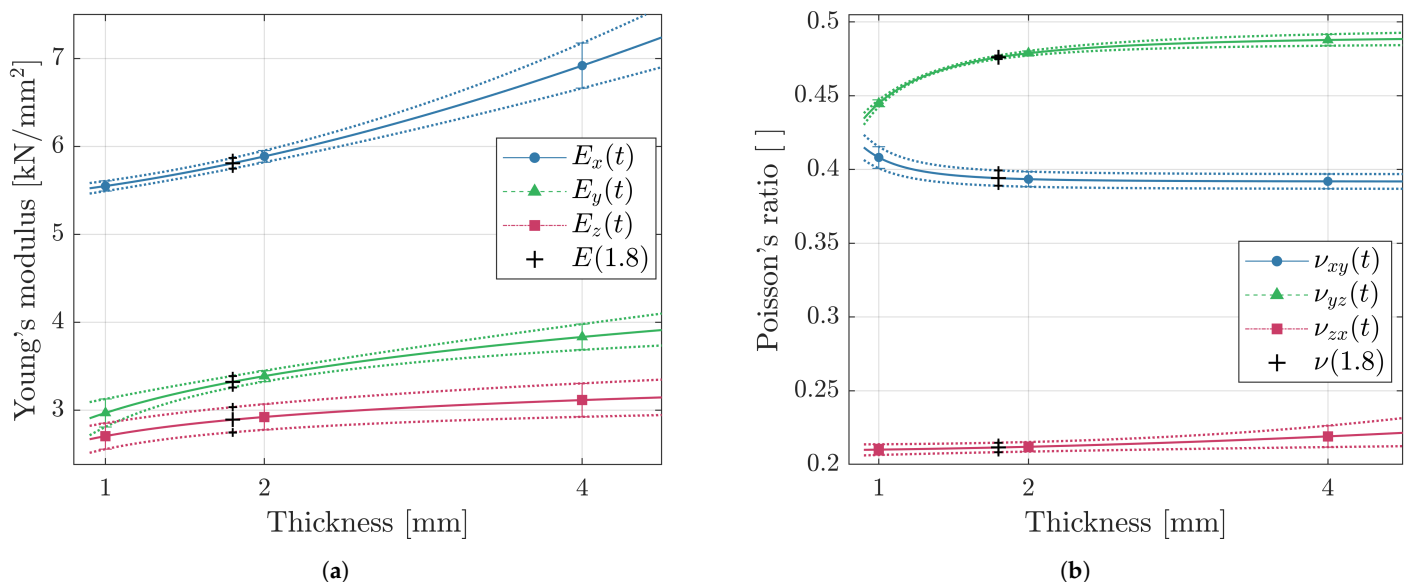 7
6
5
4
3
1
2
4
Young's modulus [kN/mm²]
Thickness [mm]
Eₓ(t)
E_y(t)
E_z(t)
E(1.8)
(a)
0.5
0.45
0.4
0.35
0.3
0.25
0.2
1
2
4
Poisson's ratio [ ]
Thickness [mm]
ν_xy(t)
ν_yz(t)
ν_zx(t)
ν(1.8)
(b)